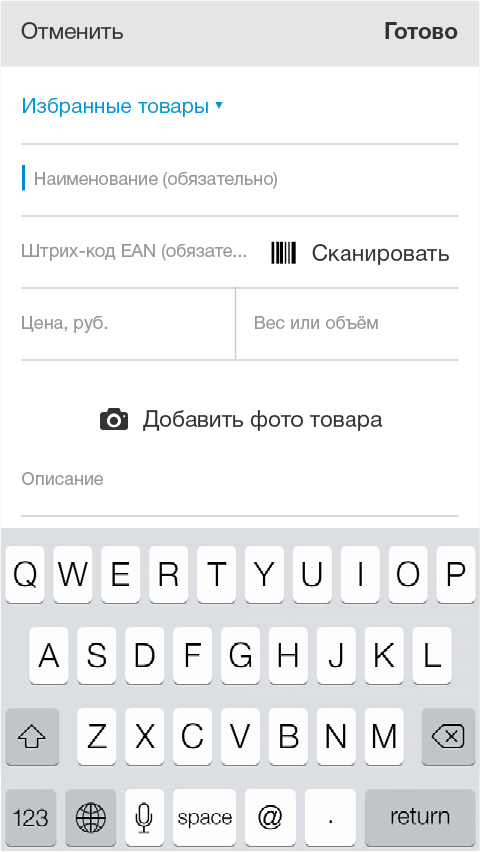 Отменить Готово
Избранные товары ▾
Наименование (обязательно)
Штрих-код EAN (обязате... Сканировать
Цена, руб. Вес или объём
Добавить фото товара
Описание
Q W E R T Y U I O P
A S D F G H J K L
Z X C V B N M
123 space @ . return